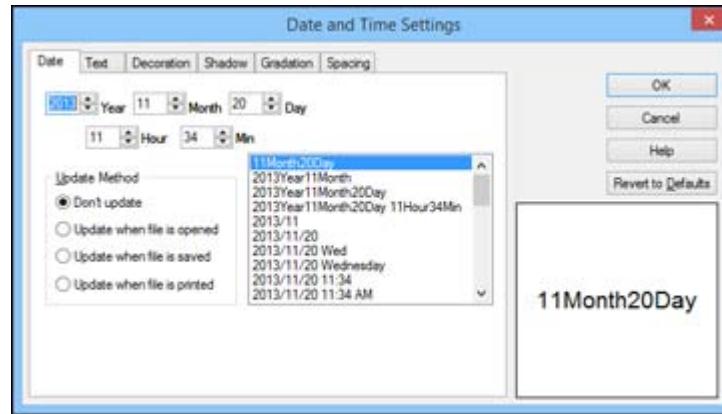 Date and Time Settings
Date Text Decoration Shadow Gradation Spacing
2013 Year 11 Month 20 Day
11 Hour 34 Min
Update Method
Don't update
Update when file is opened
Update when file is saved
Update when file is printed
11Month20Day
2013Year11Month
2013Year11Month20Day
2013Year11Month20Day 11Hour34Min
2013/11
2013/11/20
2013/11/20 Wed
2013/11/20 Wednesday
2013/11/20 11:34
2013/11/20 11:34 AM
OK
Cancel
Help
Revert to Defaults
11Month20Day